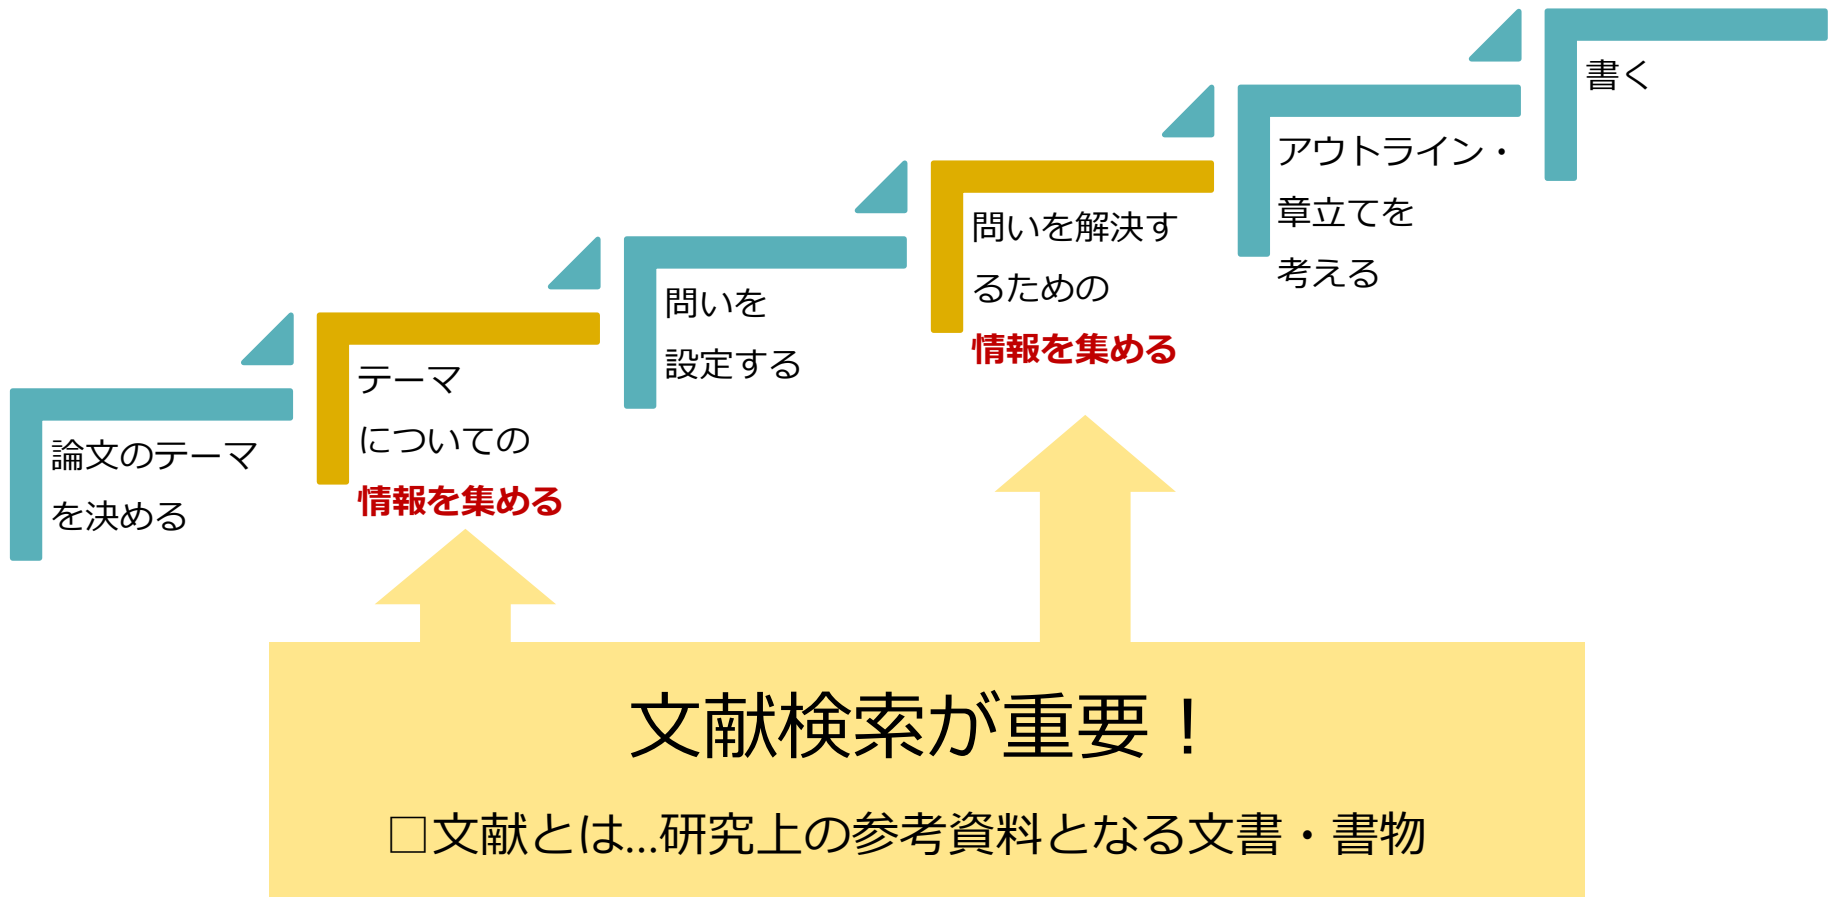 論文のテーマ
を決める
テーマ
についての
情報を集める
問いを
設定する
問いを解決す
るための
情報を集める
アウトライン・
章立てを
考える
書く
文献検索が重要！
□文献とは…研究上の参考資料となる文書・書物